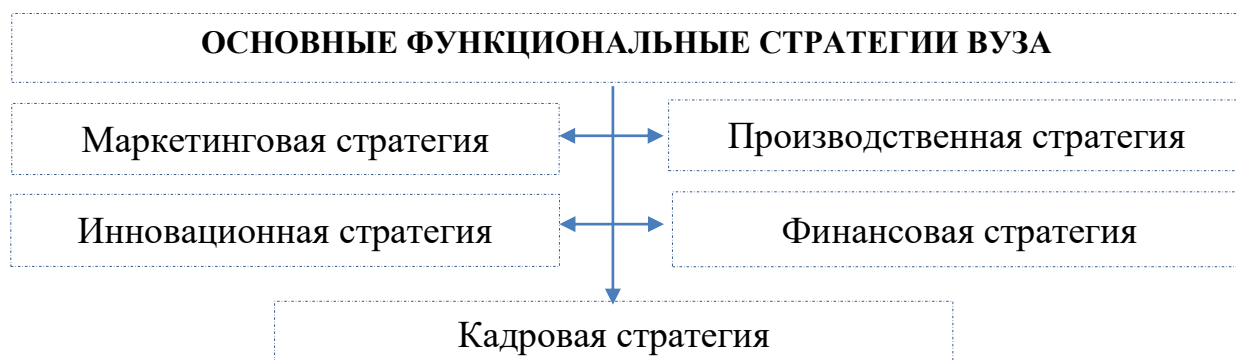 ОСНОВНЫЕ ФУНКЦИОНАЛЬНЫЕ СТРАТЕГИИ ВУЗА
Маркетинговая стратегия
Производственная стратегия
Инновационная стратегия
Финансовая стратегия
Кадровая стратегия